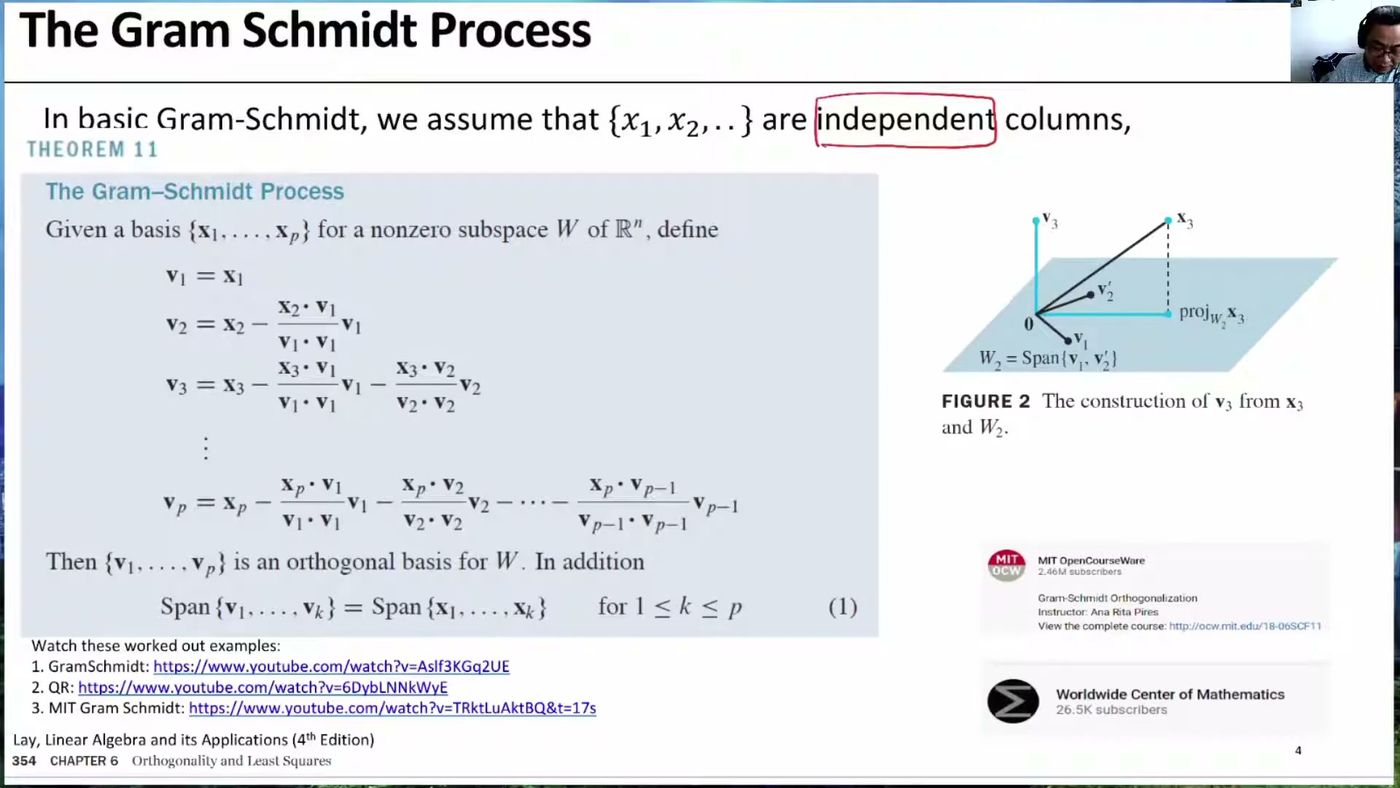 The Gram Schmidt Process
In basic Gram-Schmidt, we assume that {x₁, x₂, . . } are independent columns,
THEOREM 11
The Gram–Schmidt Process
Given a basis {x₁, . . . , xₚ} for a nonzero subspace W of ℝⁿ, define
v₁ = x₁
v₂ = x₂ − (x₂ · v₁)/(v₁ · v₁) v₁
v₃ = x₃ − (x₃ · v₁)/(v₁ · v₁) v₁ − (x₃ · v₂)/(v₂ · v₂) v₂
⋮
vₚ = xₚ − (xₚ · v₁)/(v₁ · v₁) v₁ − (xₚ · v₂)/(v₂ · v₂) v₂ − · · · − (xₚ · vₚ₋₁)/(vₚ₋₁ · vₚ₋₁) vₚ₋₁
Then {v₁, . . . , vₚ} is an orthogonal basis for W. In addition
Span {v₁, . . . , vₖ} = Span {x₁, . . . , xₖ} for 1 ≤ k ≤ p (1)
v₃
x₃
v′₂
0
proj_W₂ x₃
v₁
W₂ = Span{v₁, v′₂}
FIGURE 2 The construction of v₃ from x₃
and W₂.
MIT
OCW
MIT OpenCourseWare
2.46M subscribers
Gram-Schmidt Orthogonalization
Instructor: Ana Rita Pires
View the complete course: http://ocw.mit.edu/18-06SCF11
Worldwide Center of Mathematics
26.5K subscribers
Watch these worked out examples:
1. GramSchmidt: https://www.youtube.com/watch?v=Aslf3KGq2UE
2. QR: https://www.youtube.com/watch?v=6DybLNNkWyE
3. MIT Gram Schmidt: https://www.youtube.com/watch?v=TRktLuAktBQ&t=17s
Lay, Linear Algebra and its Applications (4th Edition)
354 CHAPTER 6 Orthogonality and Least Squares
4